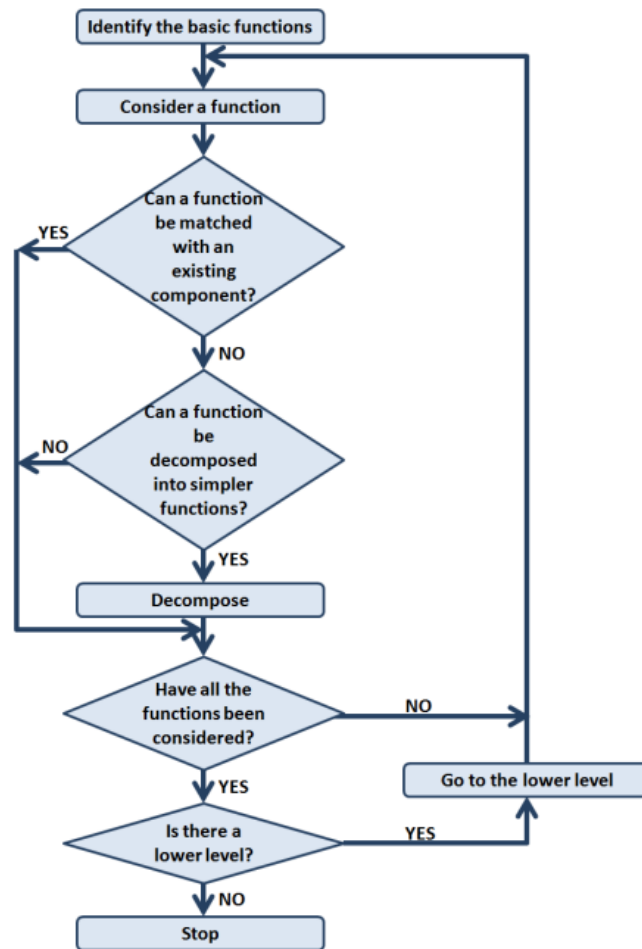 Identify the basic functions
Consider a function
Can a function
be matched
with an
existing
component?
YES
NO
Can a function
be
decomposed
into simpler
functions?
NO
YES
Decompose
Have all the
functions been
considered?
NO
YES
Go to the lower level
Is there a
lower level?
YES
NO
Stop